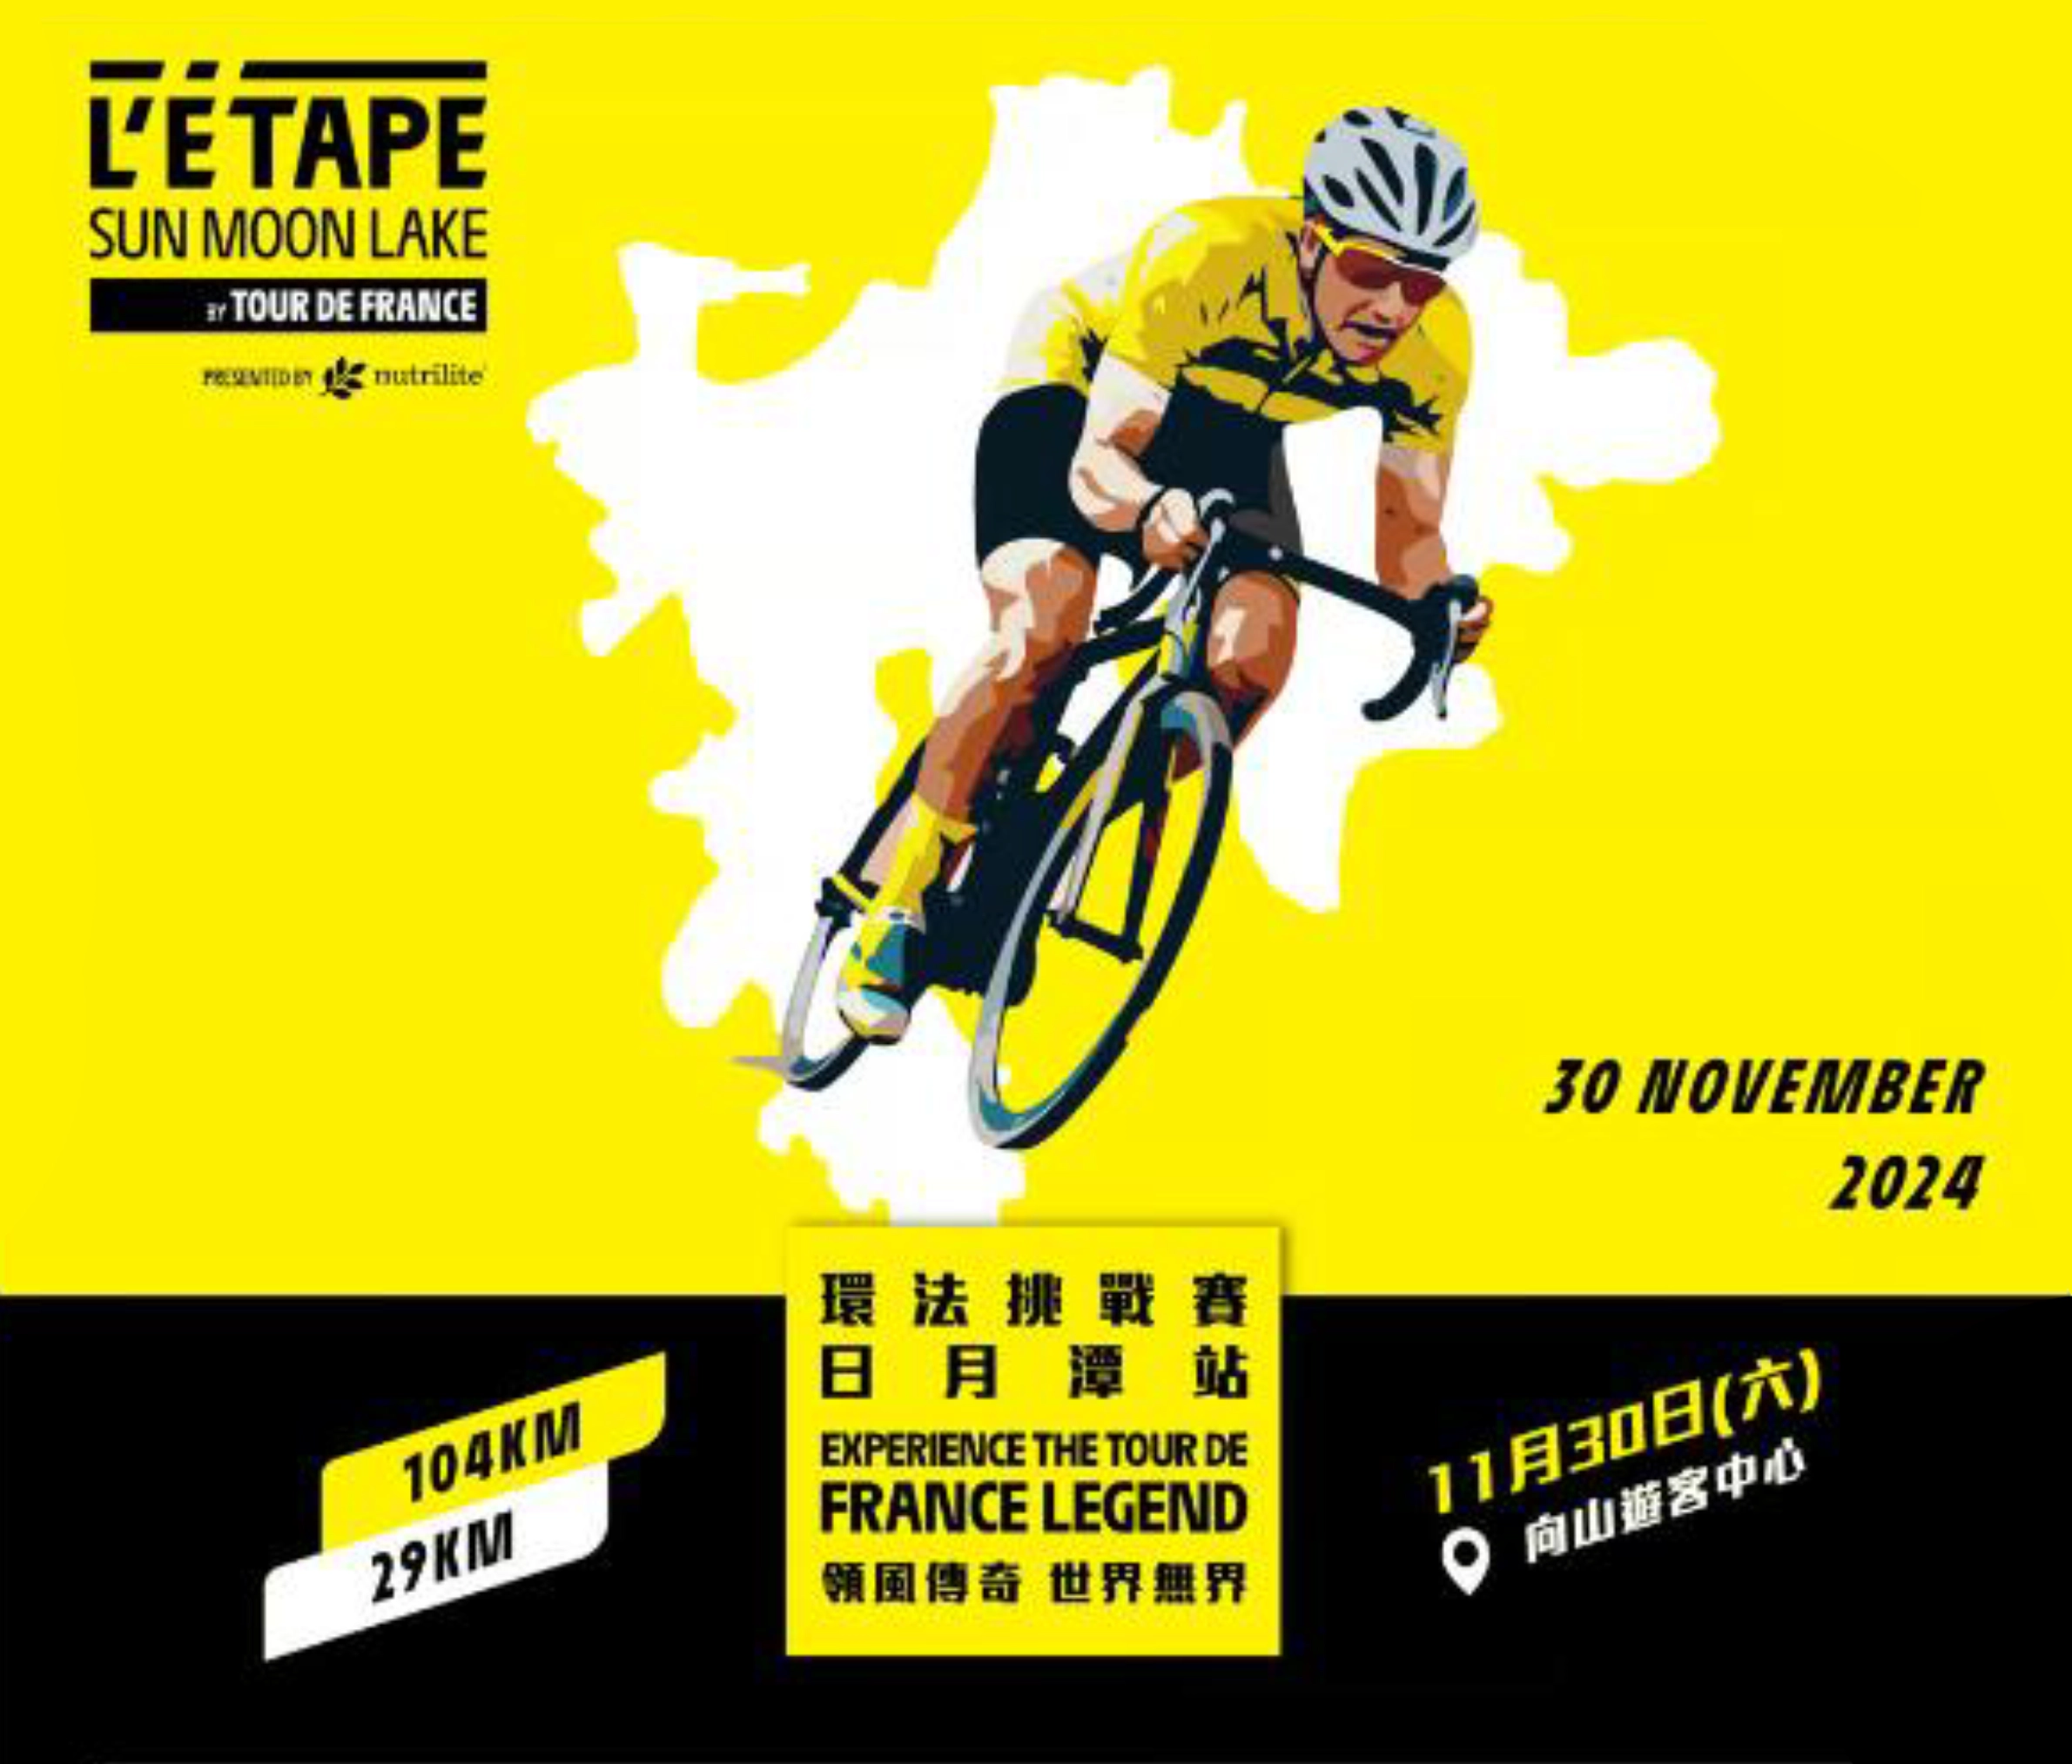 L'ÉTAPE
SUN MOON LAKE
BY TOUR DE FRANCE
PRESENTED BY nutrilite
30 NOVEMBER
2024
環法挑戰賽
日月潭站
EXPERIENCE THE TOUR DE
FRANCE LEGEND
領風傳奇 世界無界
104KM
29KM
11月30日(六)
向山遊客中心